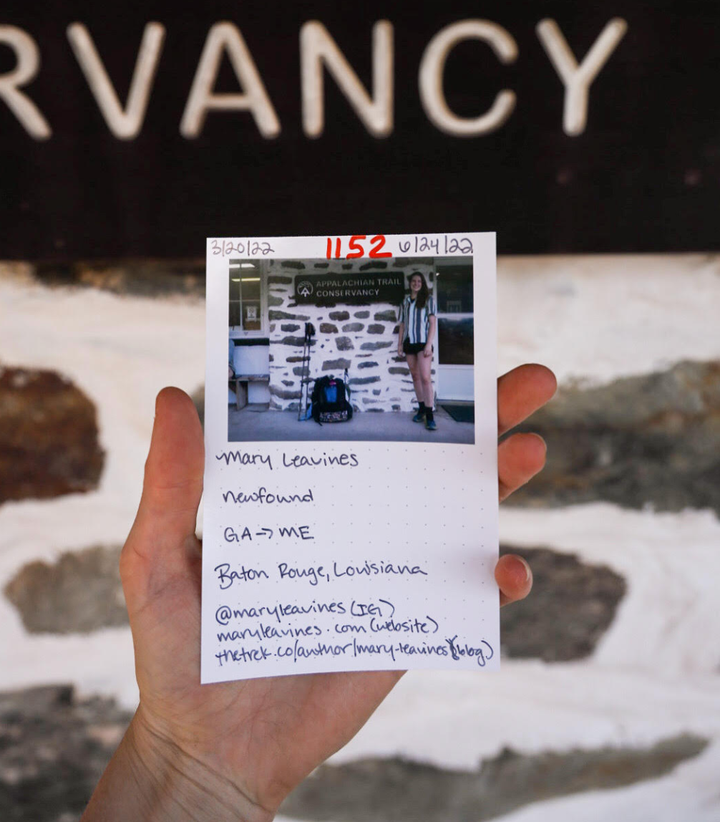 RVANCY
3/20/22 1152 6/24/22
APPALACHIAN TRAIL
CONSERVANCY
Mary Leavines
newfound
GA → ME
Baton Rouge, Louisiana
@maryleavines (IG)
maryleavines.com (website)
thetrek.co/author/mary-leavines (blog)